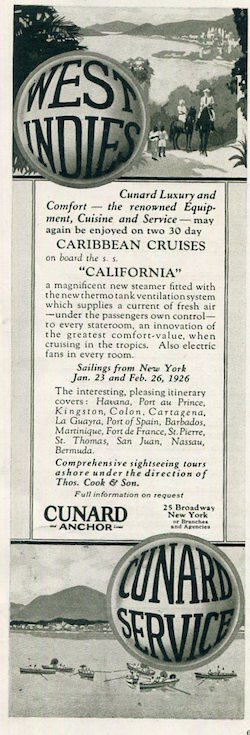 WEST
INDIES
Cunard Luxury and
Comfort — the renowned Equip-
ment, Cuisine and Service — may
again be enjoyed on two 30 day
CARIBBEAN CRUISES
on board the s. s.
"CALIFORNIA"
a magnificent new steamer fitted with
the new thermo tank ventilation system
which supplies a current of fresh air
—under the passengers own control—
to every stateroom, an innovation of
the greatest comfort-value, when
cruising in the tropics. Also electric
fans in every room.
Sailings from New York
Jan. 23 and Feb. 26, 1926
The interesting, pleasing itinerary
covers: Havana, Port au Prince,
Kingston, Colon, Cartagena,
La Guayra, Port of Spain, Barbados,
Martinique, Fort de France, St. Pierre,
St. Thomas, San Juan, Nassau,
Bermuda.
Comprehensive sightseeing tours
ashore under the direction of
Thos. Cook & Son.
Full information on request
CUNARD
and ANCHOR Lines
25 Broadway
New York
or Branches
and Agencies
CUNARD
SERVICE